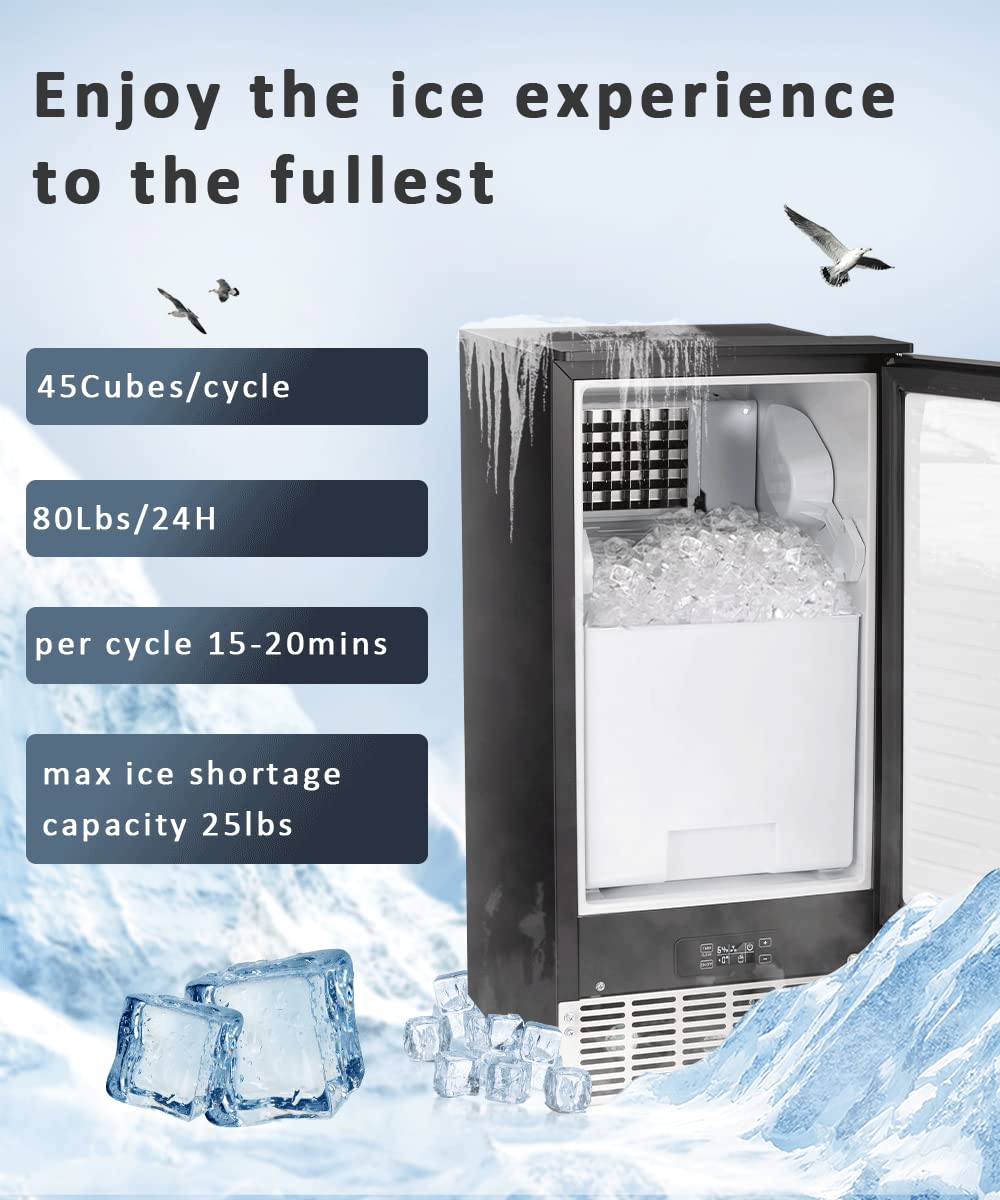 Enjoy the ice experience
to the fullest
45Cubes/cycle
80Lbs/24H
per cycle 15-20mins
max ice shortage
capacity 25lbs